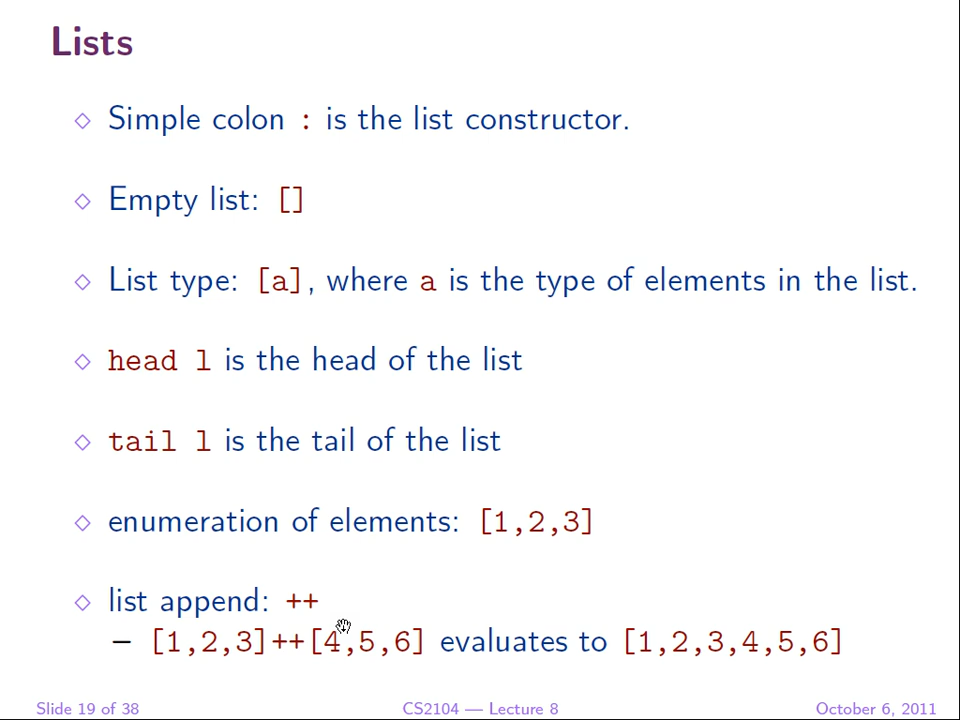 Lists
Simple colon : is the list constructor.
Empty list: []
List type: [a], where a is the type of elements in the list.
head l is the head of the list
tail l is the tail of the list
enumeration of elements: [1,2,3]
list append: ++
– [1,2,3]++[4,5,6] evaluates to [1,2,3,4,5,6]
Slide 19 of 38 CS2104 — Lecture 8 October 6, 2011